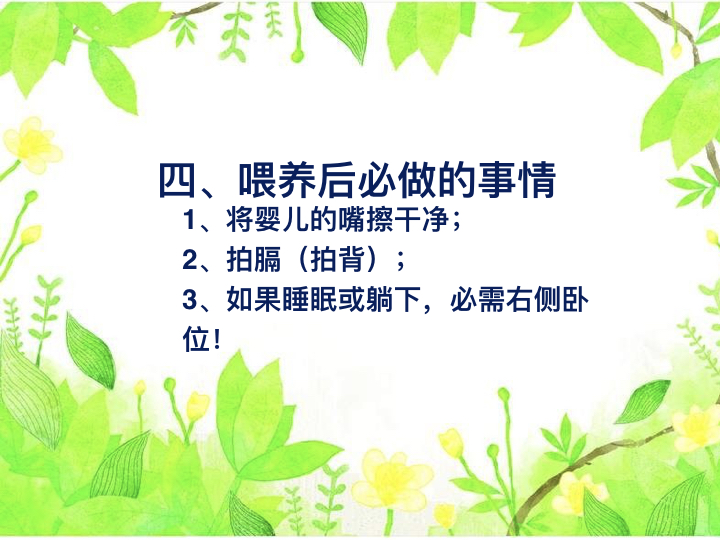 四、喂养后必做的事情
1、将婴儿的嘴擦干净；
2、拍膈（拍背）；
3、如果睡眠或躺下，必需右侧卧
位！